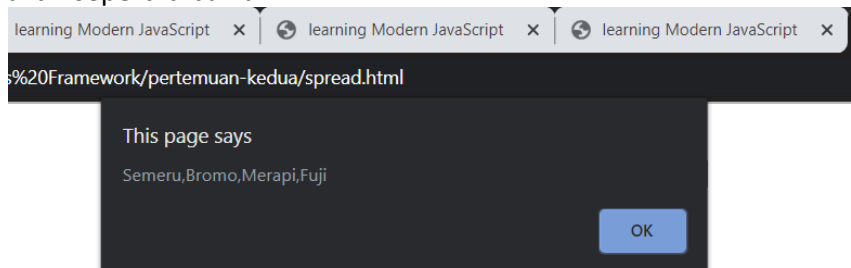 learning Modern JavaScript × learning Modern JavaScript × learning Modern JavaScript ×
%20Framework/pertemuan-kedua/spread.html
This page says
Semeru,Bromo,Merapi,Fuji
OK